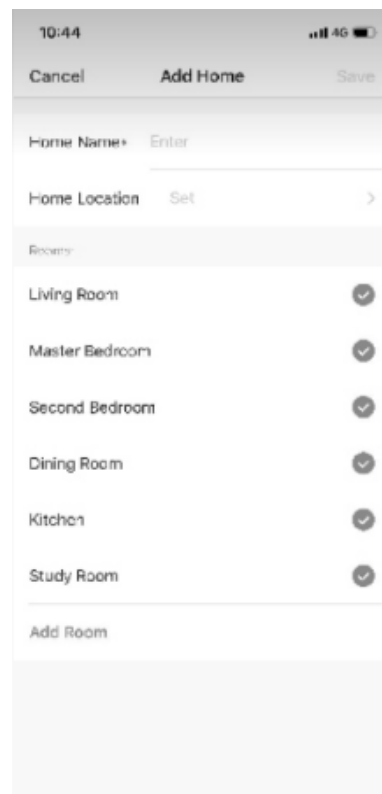 10:44 4G
Cancel Add Home Save
Home Name* Enter
Home Location Set
Rooms
Living Room
Master Bedroom
Second Bedroom
Dining Room
Kitchen
Study Room
Add Room